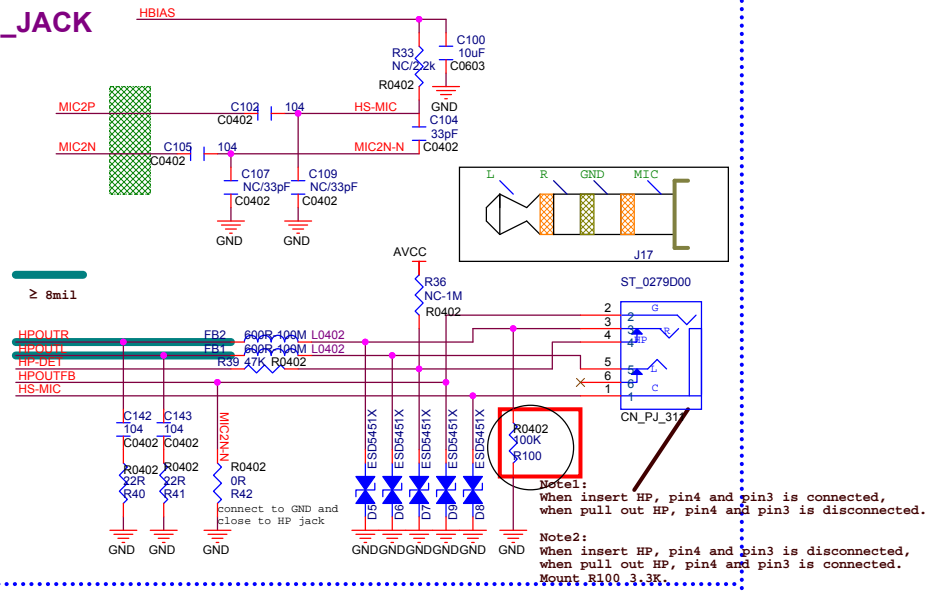 _JACK
HBIAS
C100
10uF
C0603
R33
NC/2.2k
R0402
GND
MIC2P
C102
104
C0402
HS-MIC
C104
33pF
C0402
MIC2N
C105
104
C0402
MIC2N-N
C107
NC/33pF
C0402
C109
NC/33pF
C0402
GND
GND
L
R
GND
MIC
J17
AVCC
R36
NC-1M
R0402
ST_0279D00
≥ 8mil
2
3
4
5
6
1
2
3
4
5
6
1
G
R
HP
L
C
CN_PJ_311
HPOUTR
FB2
600R-100M
L0402
HPOUTL
FB1
600R-100M
L0402
HP-DET
R39
47K
R0402
HPOUTFB
HS-MIC
C142
104
C0402
C143
104
C0402
MIC2N-N
R0402
22R
R40
R0402
22R
R41
R0402
0R
R42
connect to GND and
close to HP jack
ESD5451X
ESD5451X
ESD5451X
ESD5451X
ESD5451X
D5
D6
D7
D9
D8
R0402
100K
R100
GND
GND
GND
GND
GND
GND
GND
GND
GND
Note1:
When insert HP, pin4 and pin3 is connected,
when pull out HP, pin4 and pin3 is disconnected.
Note2:
When insert HP, pin4 and pin3 is disconnected,
when pull out HP, pin4 and pin3 is connected.
Mount R100 3.3K.